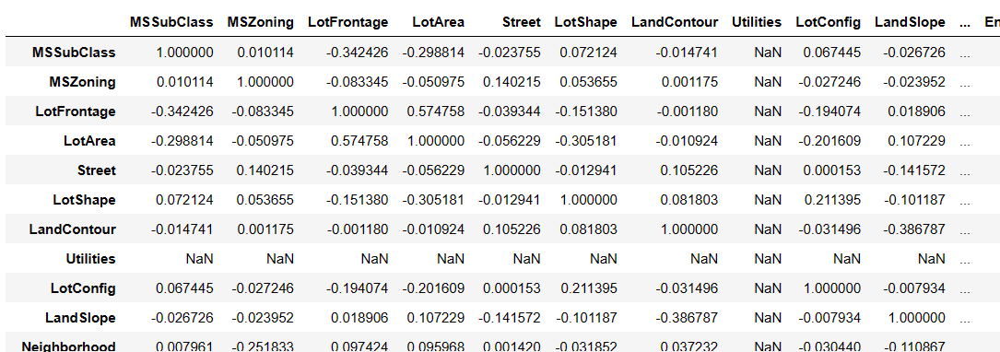 MSSubClass MSZoning LotFrontage LotArea Street LotShape LandContour Utilities LotConfig LandSlope ... En
MSSubClass 1.000000 0.010114 -0.342426 -0.298814 -0.023755 0.072124 -0.014741 NaN 0.067445 -0.026726 ...
MSZoning 0.010114 1.000000 -0.083345 -0.050975 0.140215 0.053655 0.001175 NaN -0.027246 -0.023952 ...
LotFrontage -0.342426 -0.083345 1.000000 0.574758 -0.039344 -0.151380 -0.001180 NaN -0.194074 0.018906 ...
LotArea -0.298814 -0.050975 0.574758 1.000000 -0.056229 -0.305181 -0.010924 NaN -0.201609 0.107229 ...
Street -0.023755 0.140215 -0.039344 -0.056229 1.000000 -0.012941 0.105226 NaN 0.000153 -0.141572 ...
LotShape 0.072124 0.053655 -0.151380 -0.305181 -0.012941 1.000000 0.081803 NaN 0.211395 -0.101187 ...
LandContour -0.014741 0.001175 -0.001180 -0.010924 0.105226 0.081803 1.000000 NaN -0.031496 -0.386787 ...
Utilities NaN NaN NaN NaN NaN NaN NaN NaN NaN NaN ...
LotConfig 0.067445 -0.027246 -0.194074 -0.201609 0.000153 0.211395 -0.031496 NaN 1.000000 -0.007934 ...
LandSlope -0.026726 -0.023952 0.018906 0.107229 -0.141572 -0.101187 -0.386787 NaN -0.007934 1.000000 ...
Neighborhood 0.007961 -0.251833 0.097424 0.095968 0.001420 -0.031852 0.037232 NaN -0.030440 -0.110867 ...